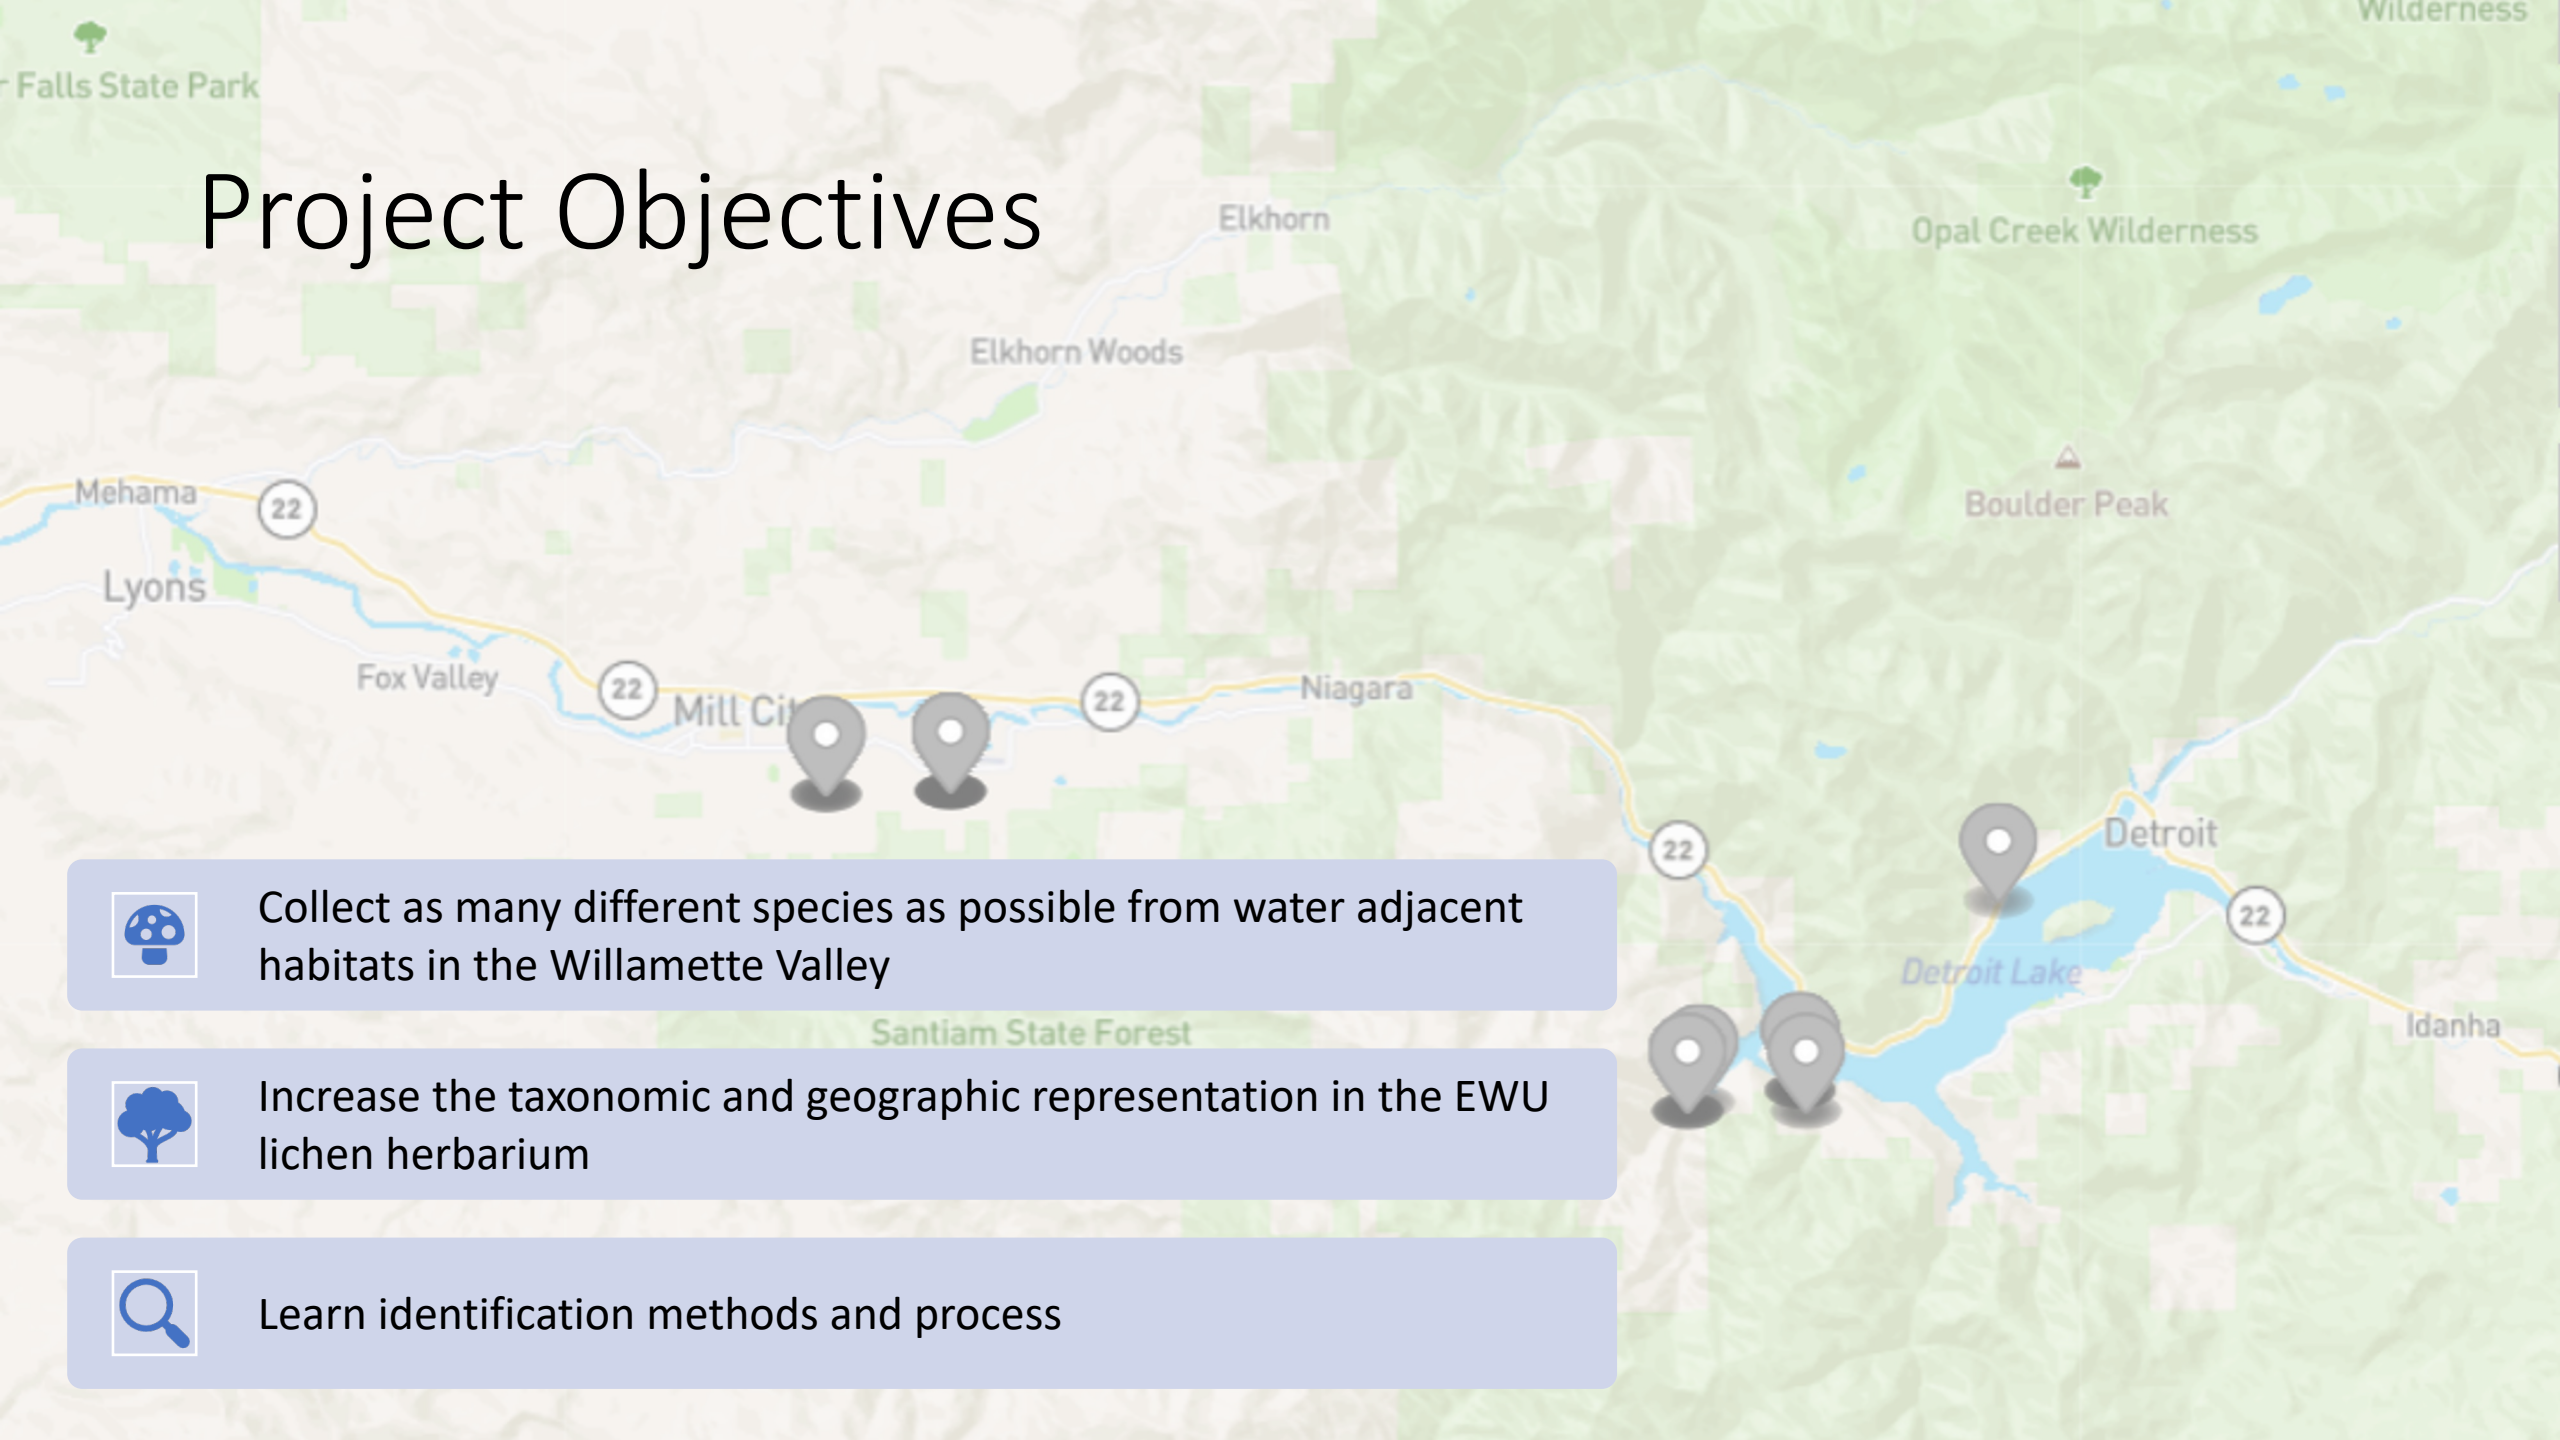 Wilderness
r Falls State Park
Project Objectives
Elkhorn
Opal Creek Wilderness
Elkhorn Woods
Mehama
22
Boulder Peak
Lyons
Fox Valley
22
Mill Cit
22
Niagara
22
Detroit
22
Detroit Lake
Idanha
Collect as many different species as possible from water adjacent
habitats in the Willamette Valley
Santiam State Forest
Increase the taxonomic and geographic representation in the EWU
lichen herbarium
Learn identification methods and process